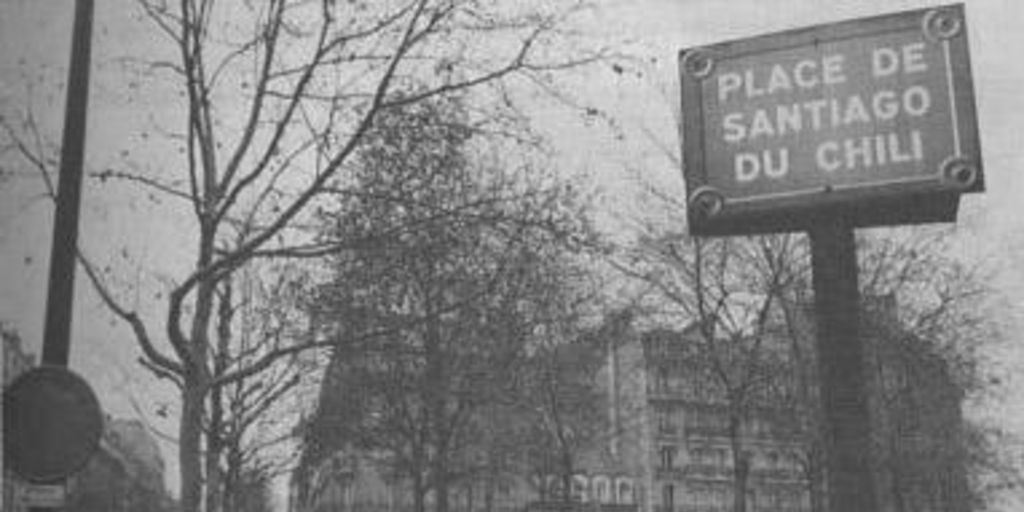 PLACE DE
SANTIAGO
DU CHILI